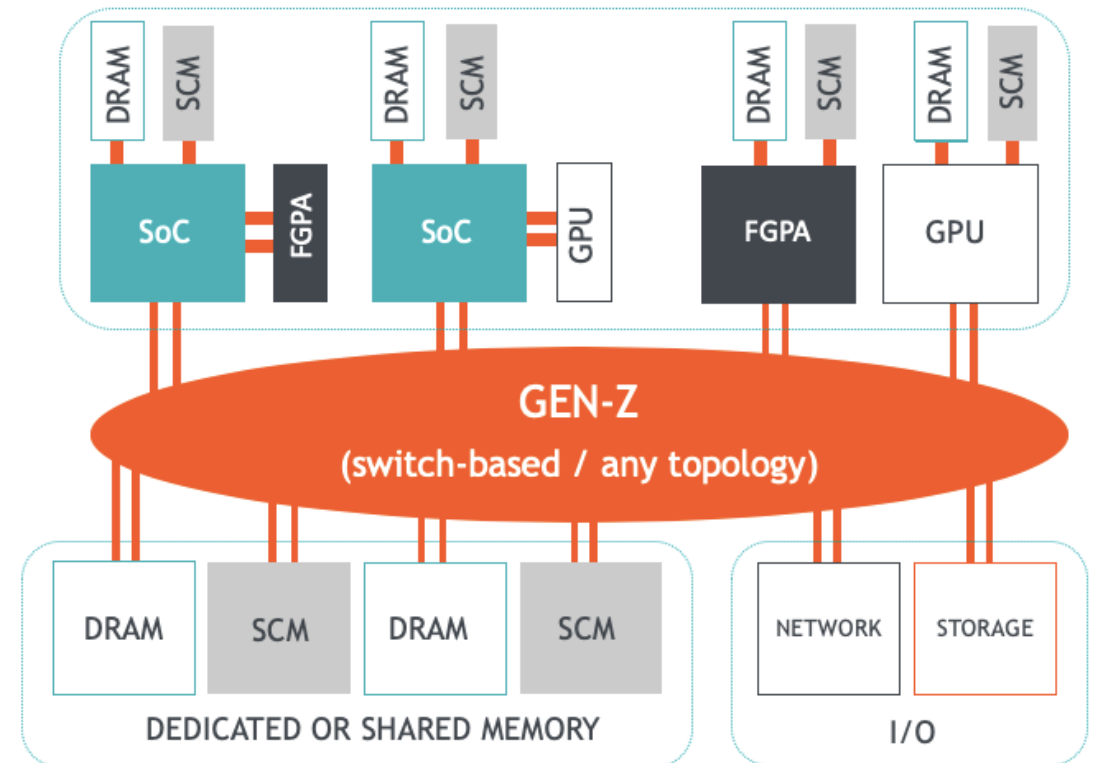 DRAM
SCM
DRAM
SCM
DRAM
SCM
DRAM
SCM
SoC
FGPA
SoC
GPU
FGPA
GPU
GEN-Z
(switch-based / any topology)
DRAM
SCM
DRAM
SCM
NETWORK
STORAGE
DEDICATED OR SHARED MEMORY
I/O